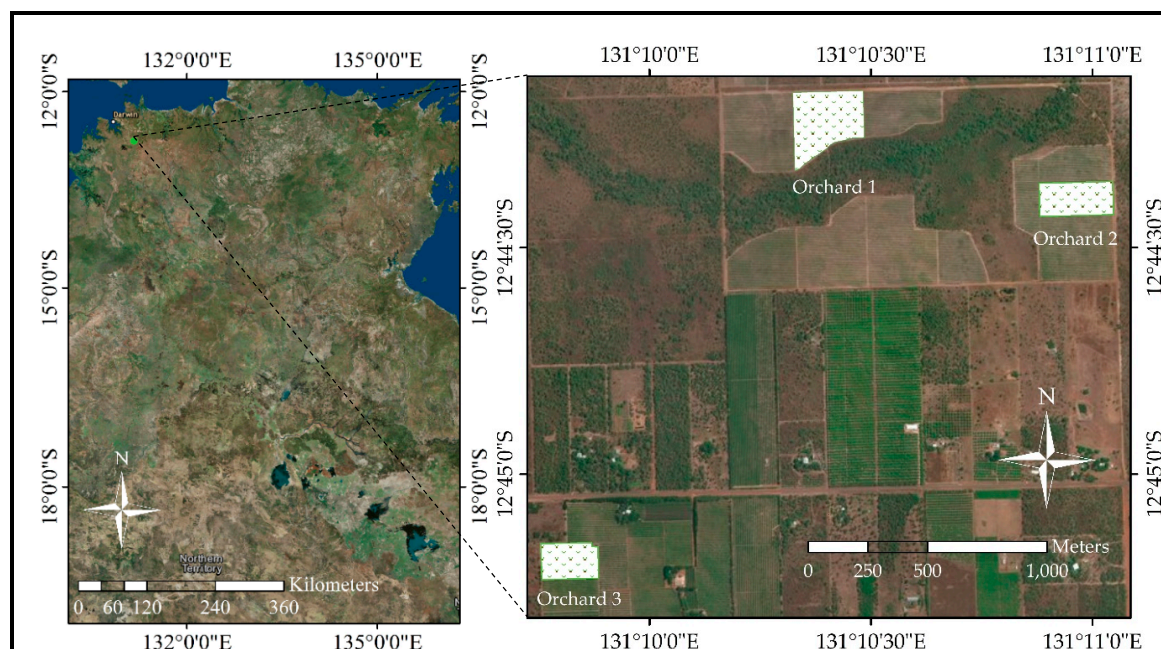 132°0'0"E
135°0'0"E
131°10'0"E
131°10'30"E
131°11'0"E
12°0'0"S
15°0'0"S
18°0'0"S
Darwin
12°0'0"S
15°0'0"S
18°0'0"S
N
Northern
Territory
Kilometers
0
60
120
240
360
132°0'0"E
135°0'0"E
12°44'30"S
12°45'0"S
Orchard 1
Orchard 2
Orchard 3
N
Meters
0
250
500
1,000
12°44'30"S
12°45'0"S
131°10'0"E
131°10'30"E
131°11'0"E